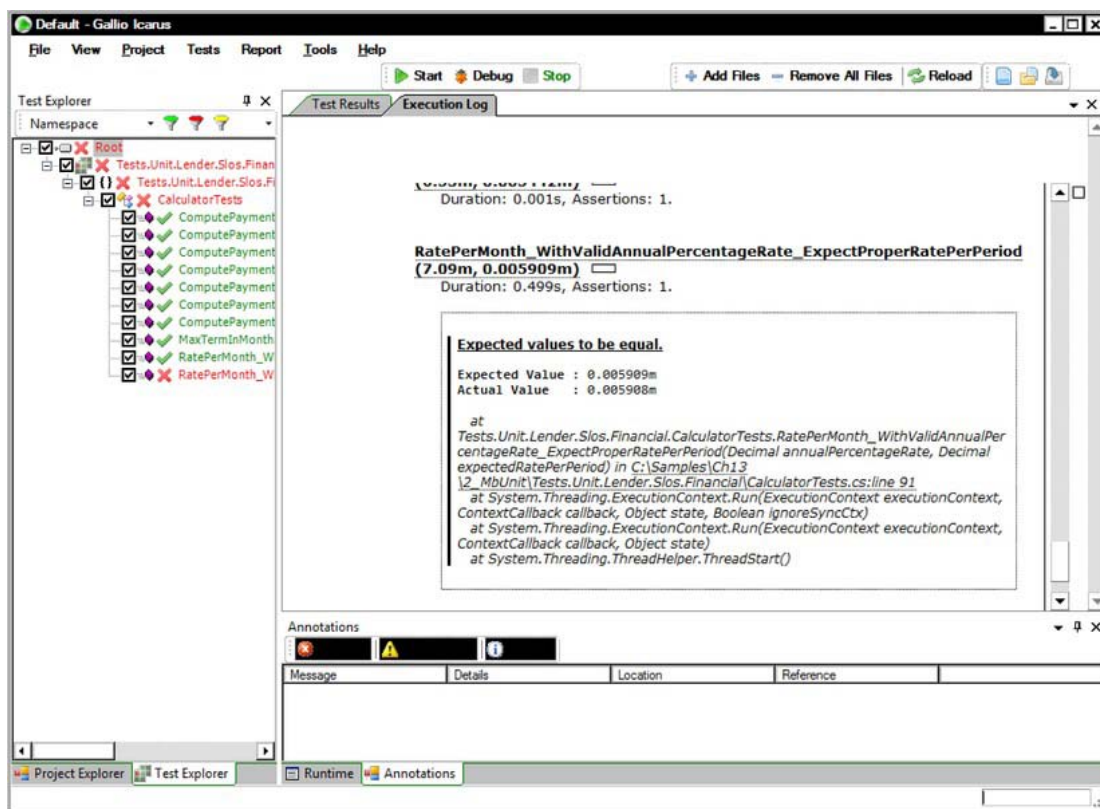 Default - Gallio Icarus
File View Project Tests Report Tools Help
Start Debug Stop Add Files Remove All Files Reload
Test Explorer
Namespace
Root
Tests.Unit.Lender.Slos.Finan
Tests.Unit.Lender.Slos.Fi
CalculatorTests
ComputePayment
ComputePayment
ComputePayment
ComputePayment
ComputePayment
ComputePayment
ComputePayment
MaxTermInMonth
RatePerMonth_W
RatePerMonth_W
Project Explorer Test Explorer
Test Results Execution Log
Duration: 0.001s, Assertions: 1.
RatePerMonth_WithValidAnnualPercentageRate_ExpectProperRatePerPeriod
(7.09m, 0.005909m)
Duration: 0.499s, Assertions: 1.
Expected values to be equal.
Expected Value : 0.005909m
Actual Value : 0.005908m
at
Tests.Unit.Lender.Slos.Financial.CalculatorTests.RatePerMonth_WithValidAnnualPer
centageRate_ExpectProperRatePerPeriod(Decimal annualPercentageRate, Decimal
expectedRatePerPeriod) in C:\Samples\Ch13
\2_MbUnit\Tests.Unit.Lender.Slos.Financial\CalculatorTests.cs:line 91
at System.Threading.ExecutionContext.Run(ExecutionContext executionContext,
ContextCallback callback, Object state, Boolean ignoreSyncCtx)
at System.Threading.ExecutionContext.Run(ExecutionContext executionContext,
ContextCallback callback, Object state)
at System.Threading.ThreadHelper.ThreadStart()
Annotations
Message Details Location Reference
Runtime Annotations